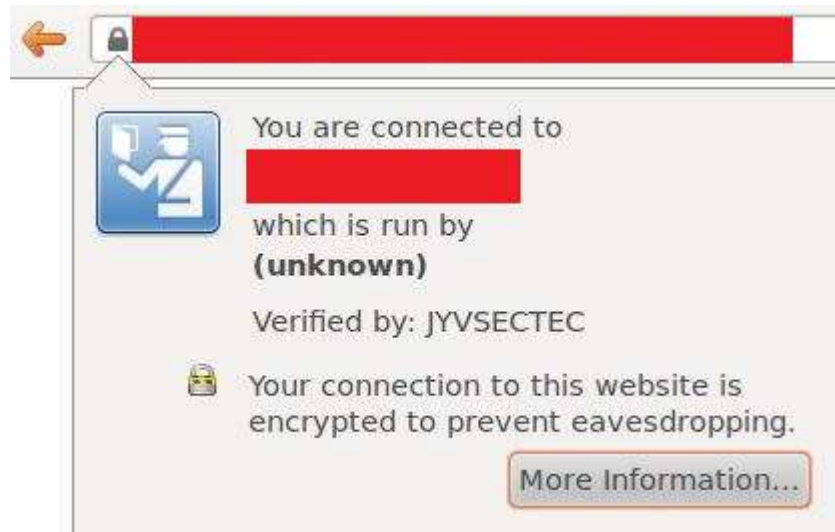 You are connected to
which is run by
(unknown)
Verified by: JYVSECTEC
Your connection to this website is
encrypted to prevent eavesdropping.
More Information...